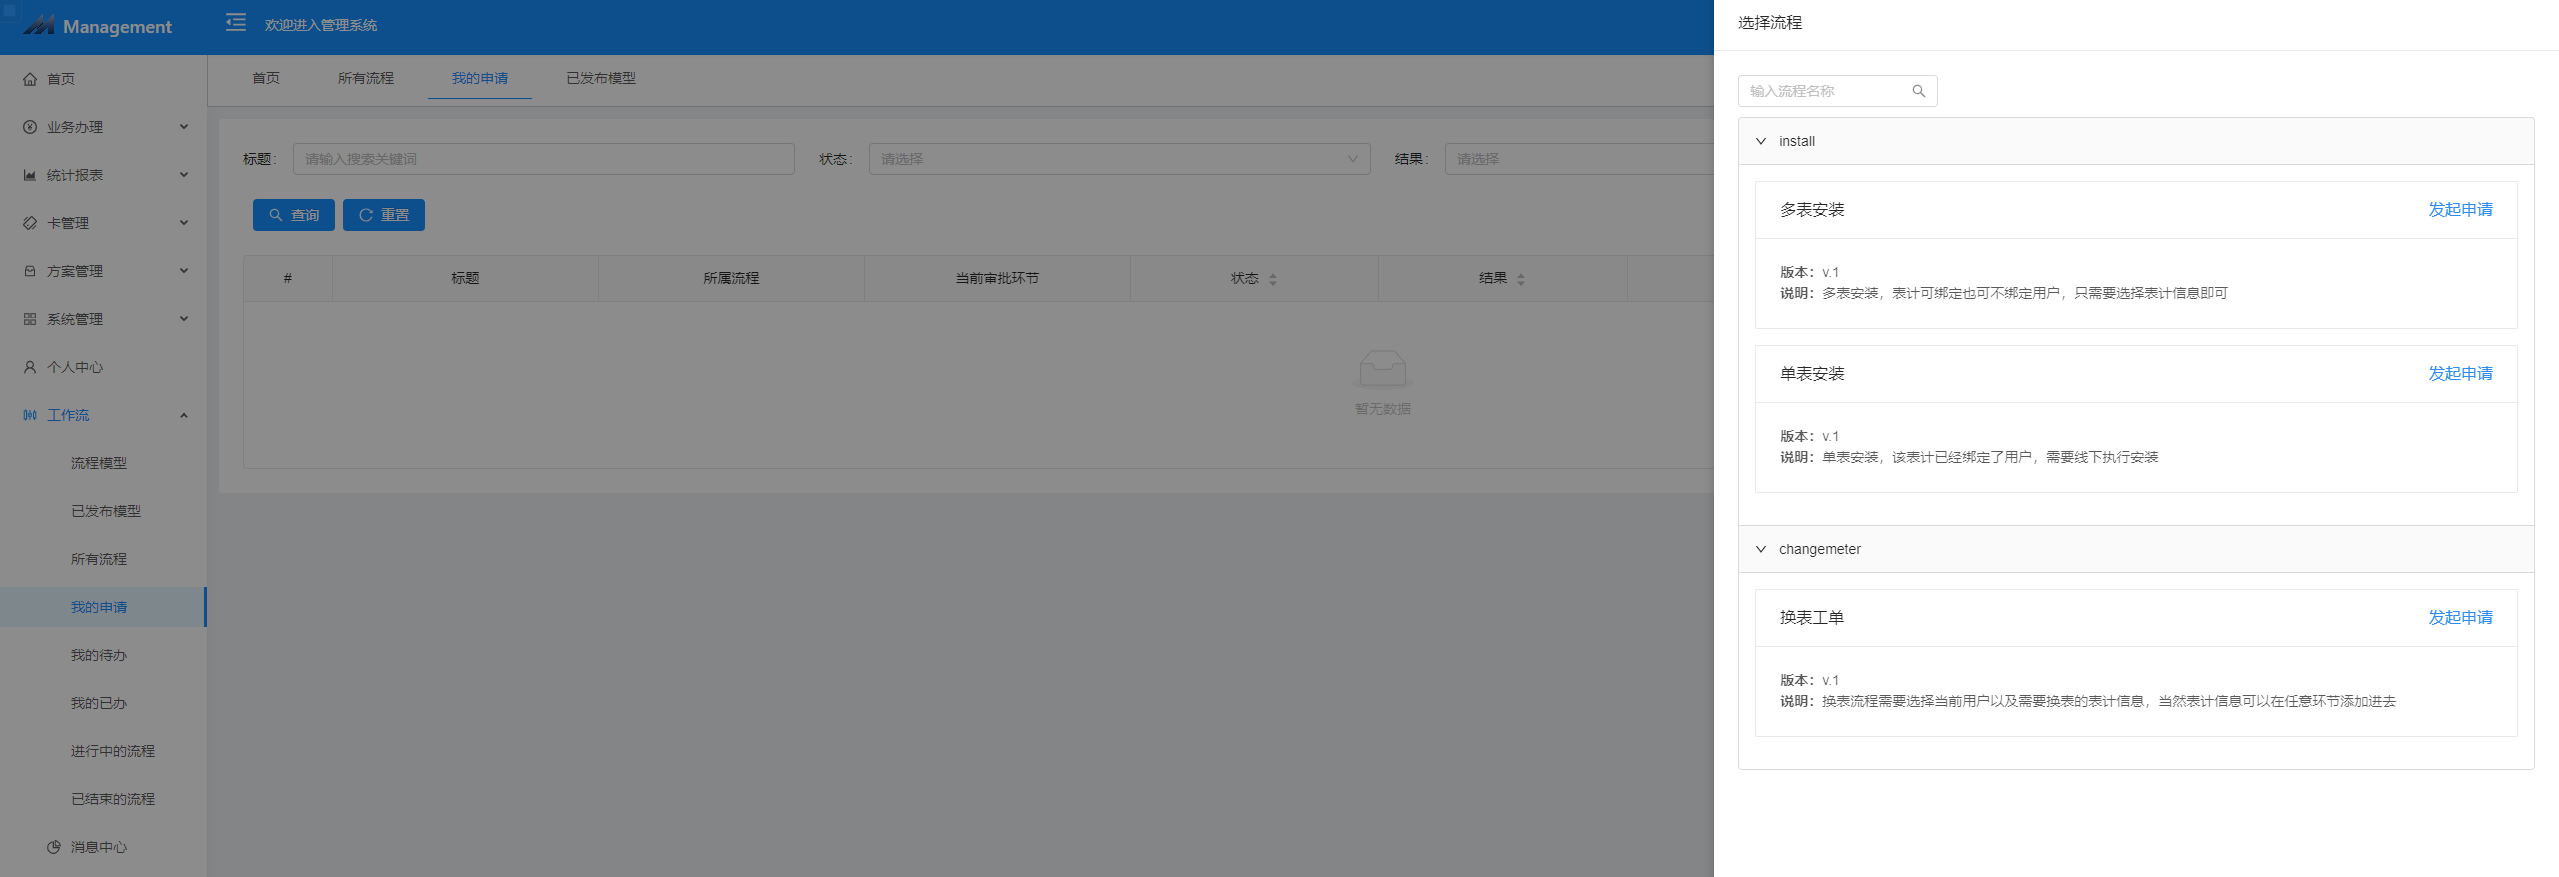 Management
欢迎进入管理系统
首页
业务办理
统计报表
卡管理
方案管理
系统管理
个人中心
工作流
流程模型
已发布模型
所有流程
我的申请
我的待办
我的已办
进行中的流程
已结束的流程
消息中心
首页 所有流程 我的申请 已发布模型
标题: 请输入搜索关键词 状态: 请选择 结果: 请选择
查询 重置
# 标题 所属流程 当前审批环节 状态 结果
暂无数据
选择流程
输入流程名称
install
多表安装 发起申请
版本：v.1
说明：多表安装，表计可绑定也可不绑定用户，只需要选择表计信息即可
单表安装 发起申请
版本：v.1
说明：单表安装，该表计已经绑定了用户，需要线下执行安装
changemeter
换表工单 发起申请
版本：v.1
说明：换表流程需要选择当前用户以及需要换表的表计信息，当然表计信息可以在任意环节添加进去